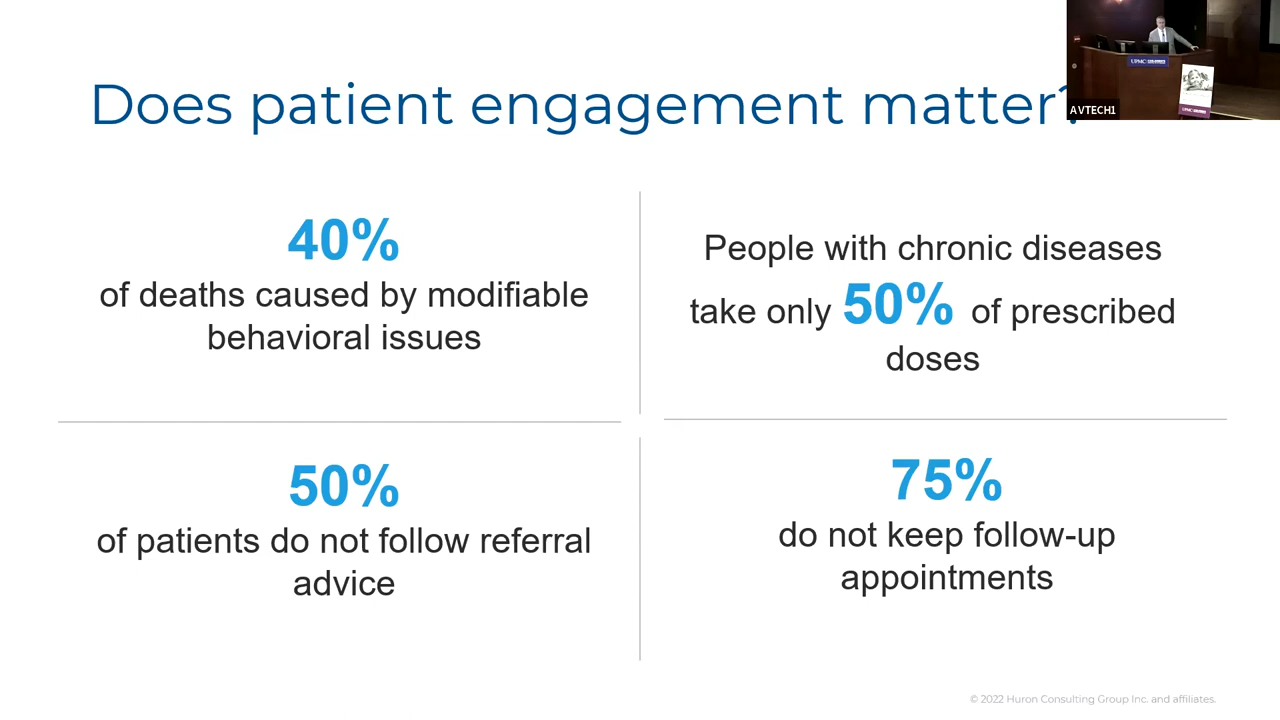 Does patient engagement matter?
AVTECH1
UPMC
40%
of deaths caused by modifiable
behavioral issues
People with chronic diseases
take only 50% of prescribed
doses
50%
of patients do not follow referral
advice
75%
do not keep follow-up
appointments
© 2022 Huron Consulting Group Inc. and affiliates.